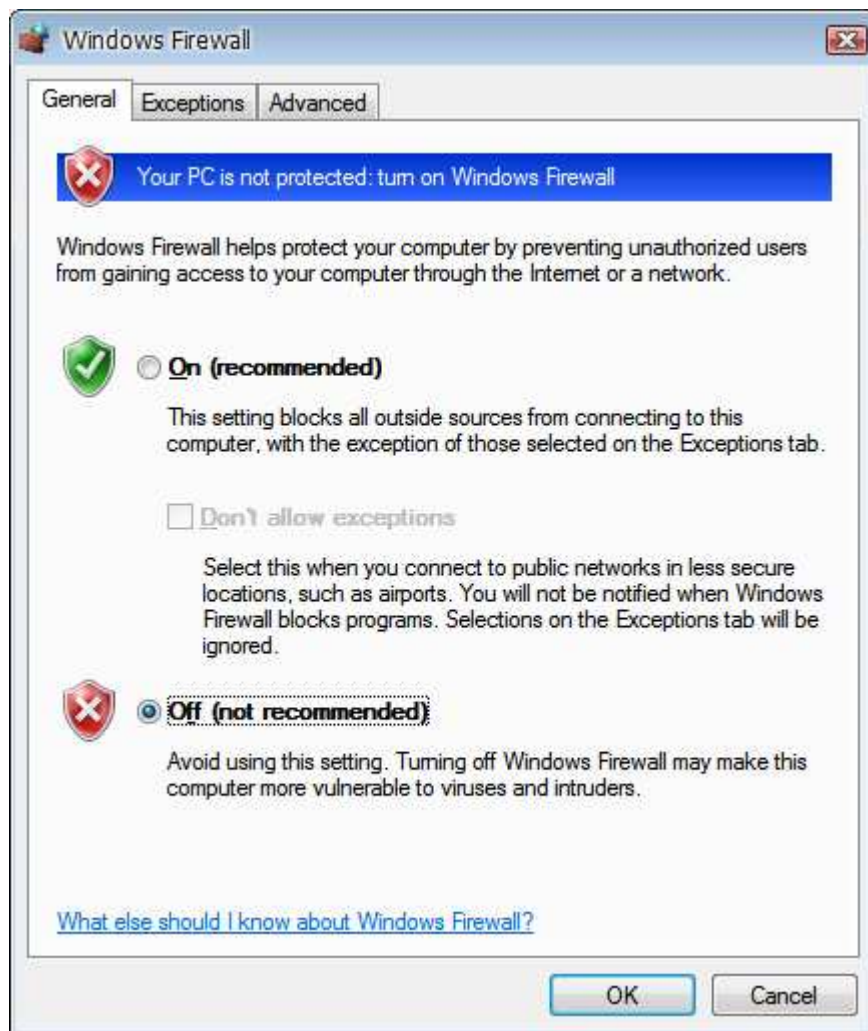 Windows Firewall
General Exceptions Advanced
Your PC is not protected: turn on Windows Firewall
Windows Firewall helps protect your computer by preventing unauthorized users
from gaining access to your computer through the Internet or a network.
On (recommended)
This setting blocks all outside sources from connecting to this
computer, with the exception of those selected on the Exceptions tab.
Don't allow exceptions
Select this when you connect to public networks in less secure
locations, such as airports. You will not be notified when Windows
Firewall blocks programs. Selections on the Exceptions tab will be
ignored.
Off (not recommended)
Avoid using this setting. Turning off Windows Firewall may make this
computer more vulnerable to viruses and intruders.
What else should I know about Windows Firewall?
OK Cancel